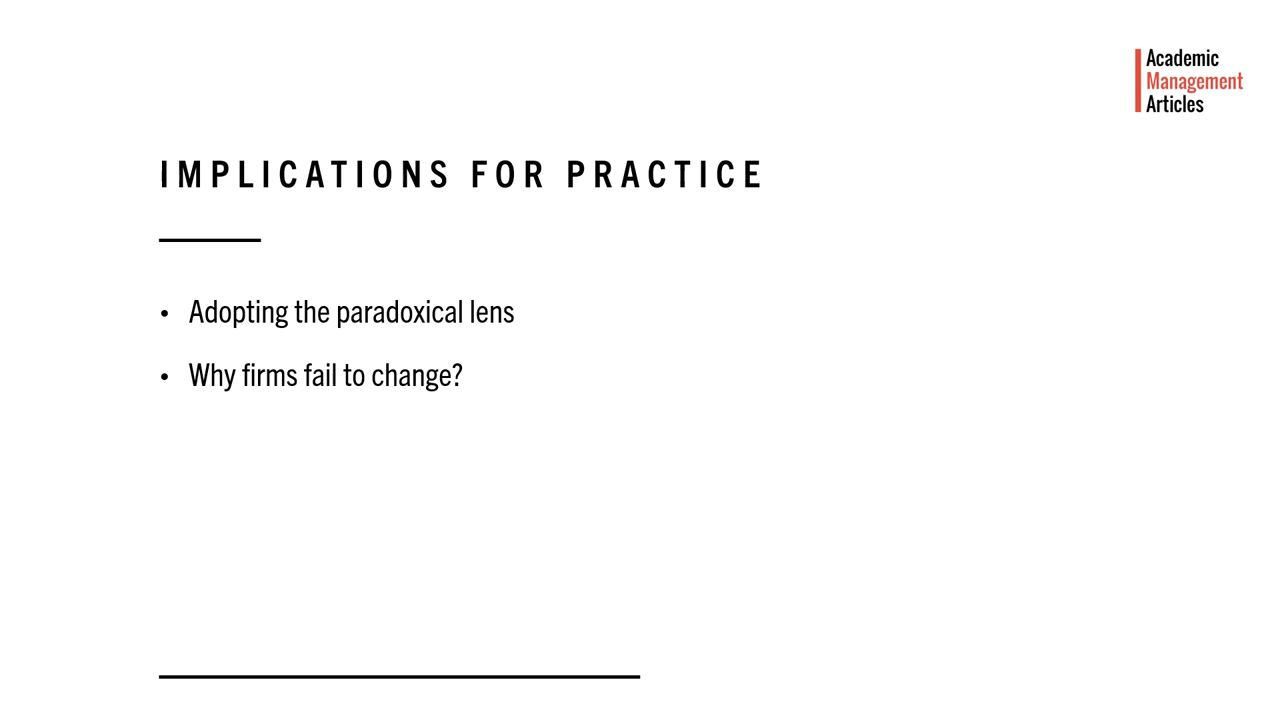 Academic
Management
Articles
IMPLICATIONS FOR PRACTICE
• Adopting the paradoxical lens
• Why firms fail to change?